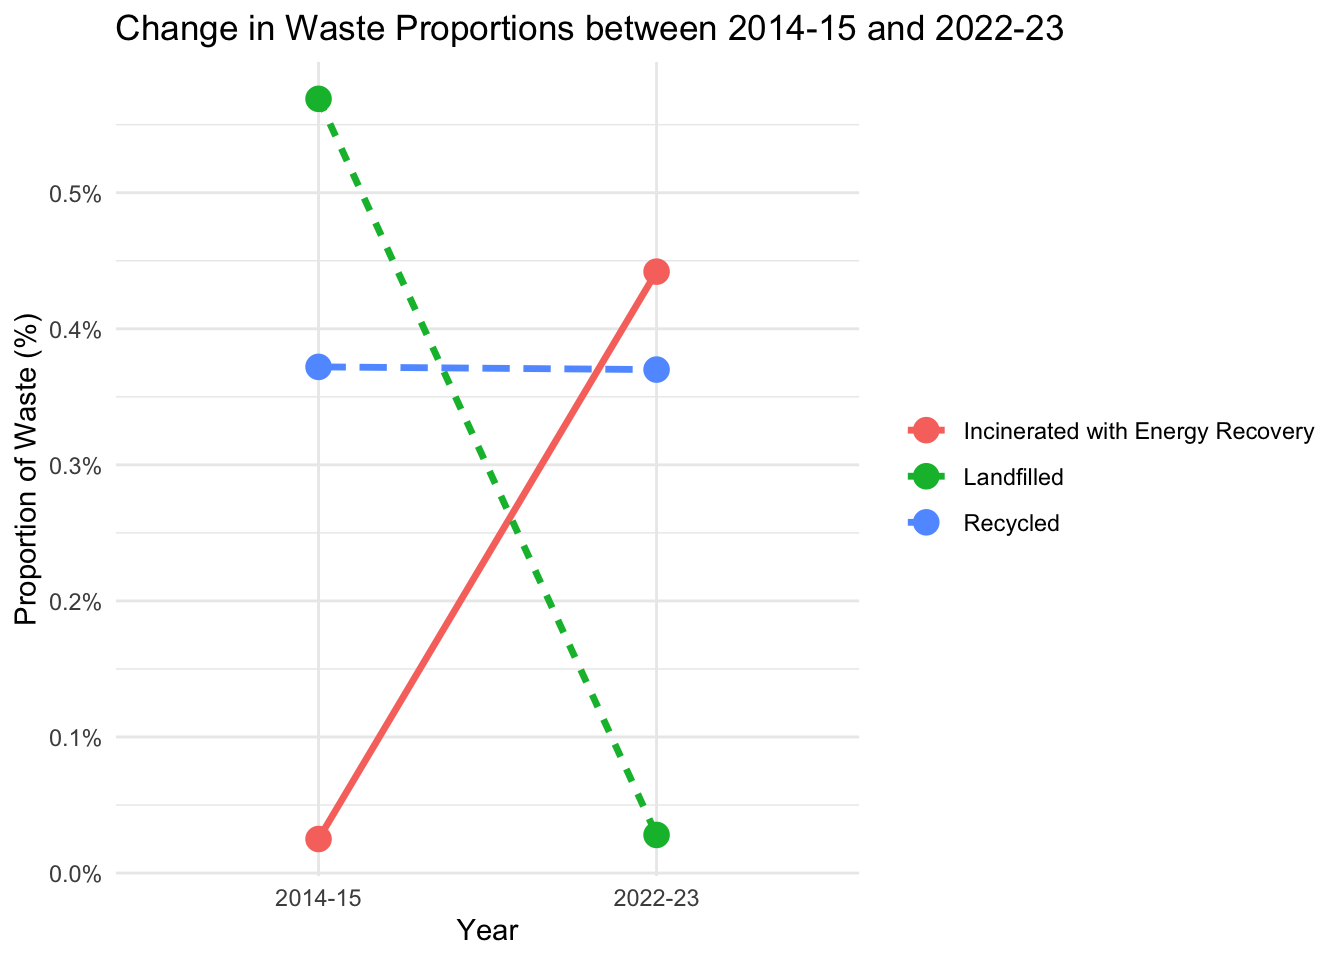 Change in Waste Proportions between 2014-15 and 2022-23
Proportion of Waste (%)
0.5%
0.4%
0.3%
0.2%
0.1%
0.0%
2014-15
2022-23
Year
Incinerated with Energy Recovery
Landfilled
Recycled